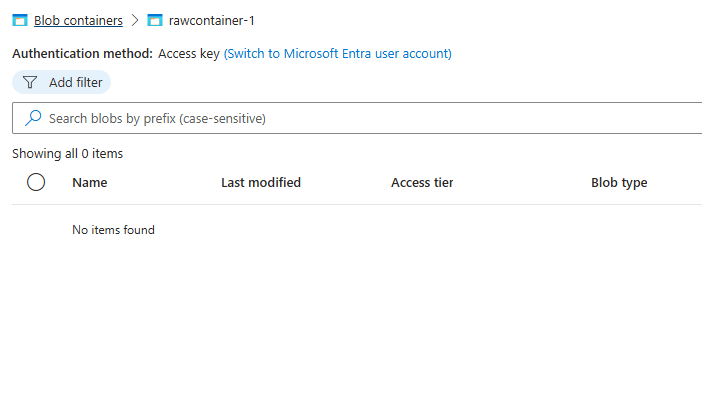 Blob containers > rawcontainer-1
Authentication method: Access key (Switch to Microsoft Entra user account)
Add filter
Search blobs by prefix (case-sensitive)
Showing all 0 items
Name Last modified Access tier Blob type
No items found